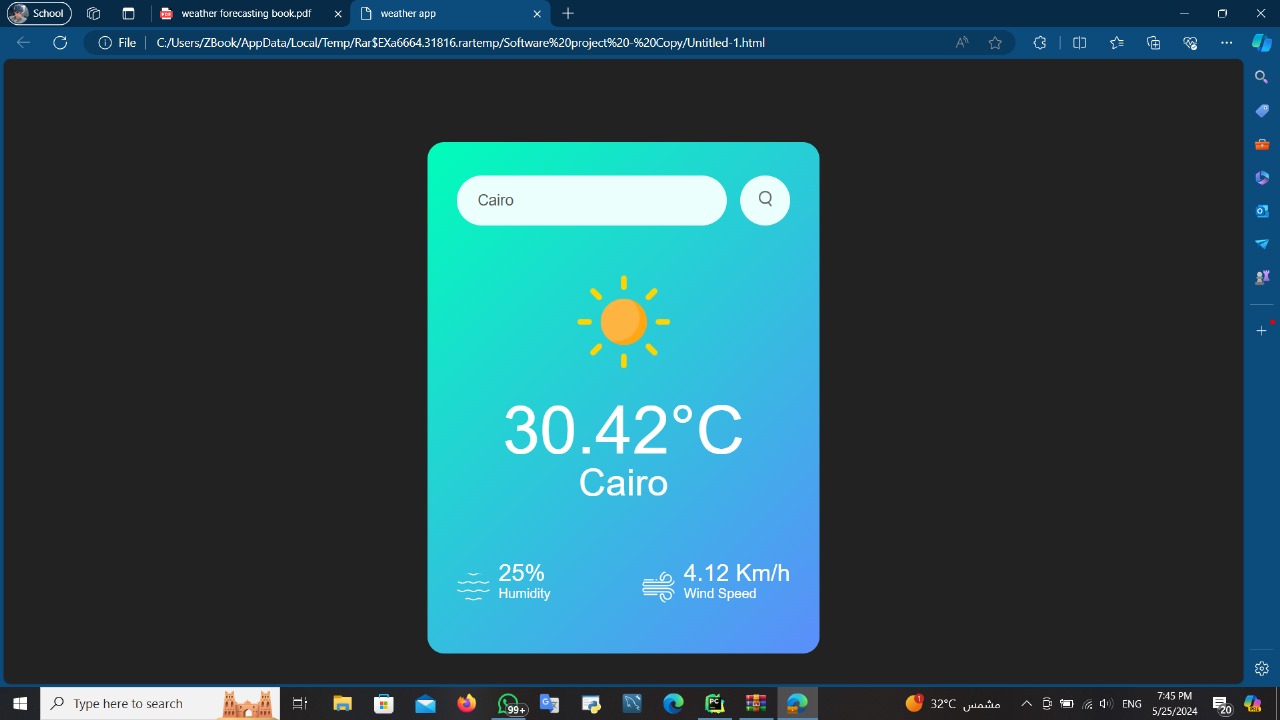 School
weather forecasting book.pdf
weather app
File
C:/Users/ZBook/AppData/Local/Temp/Rar$EXa6664.31816.rartemp/Software%20project%20-%20Copy/Untitled-1.html
Cairo
30.42°C
Cairo
25%
Humidity
4.12 Km/h
Wind Speed
Type here to search
99+
PC
1
32°C مشمس
ENG
7:45 PM
5/25/2024
20